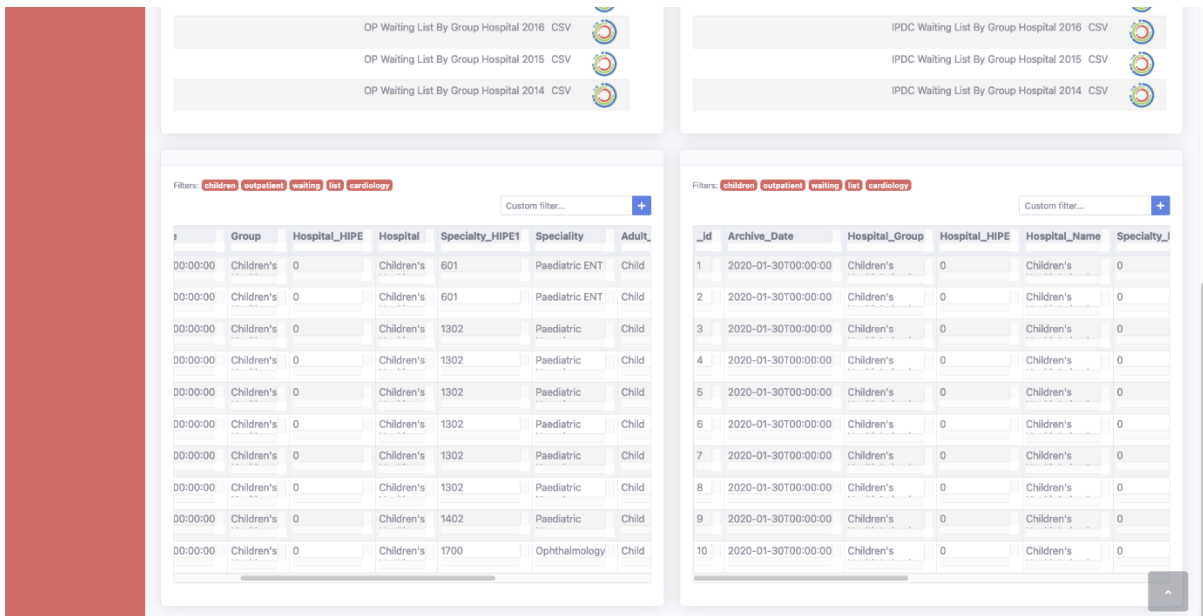 OP Waiting List By Group Hospital 2016 CSV
OP Waiting List By Group Hospital 2015 CSV
OP Waiting List By Group Hospital 2014 CSV
IPDC Waiting List By Group Hospital 2016 CSV
IPDC Waiting List By Group Hospital 2015 CSV
IPDC Waiting List By Group Hospital 2014 CSV
Filters: children outpatient waiting list cardiology
Custom filter... +
Group Hospital_HIPE Hospital Specialty_HIPE1 Speciality Adult_
00:00:00 Children's 0 Children's 601 Paediatric ENT Child
00:00:00 Children's 0 Children's 601 Paediatric ENT Child
00:00:00 Children's 0 Children's 1302 Paediatric Child
00:00:00 Children's 0 Children's 1302 Paediatric Child
00:00:00 Children's 0 Children's 1302 Paediatric Child
00:00:00 Children's 0 Children's 1302 Paediatric Child
00:00:00 Children's 0 Children's 1302 Paediatric Child
00:00:00 Children's 0 Children's 1302 Paediatric Child
00:00:00 Children's 0 Children's 1402 Paediatric Child
00:00:00 Children's 0 Children's 1700 Ophthalmology Child
Filters: children outpatient waiting list cardiology
Custom filter... +
_id Archive_Date Hospital_Group Hospital_HIPE Hospital_Name Specialty_
1 2020-01-30T00:00:00 Children's 0 Children's 0
2 2020-01-30T00:00:00 Children's 0 Children's 0
3 2020-01-30T00:00:00 Children's 0 Children's 0
4 2020-01-30T00:00:00 Children's 0 Children's 0
5 2020-01-30T00:00:00 Children's 0 Children's 0
6 2020-01-30T00:00:00 Children's 0 Children's 0
7 2020-01-30T00:00:00 Children's 0 Children's 0
8 2020-01-30T00:00:00 Children's 0 Children's 0
9 2020-01-30T00:00:00 Children's 0 Children's 0
10 2020-01-30T00:00:00 Children's 0 Children's 0